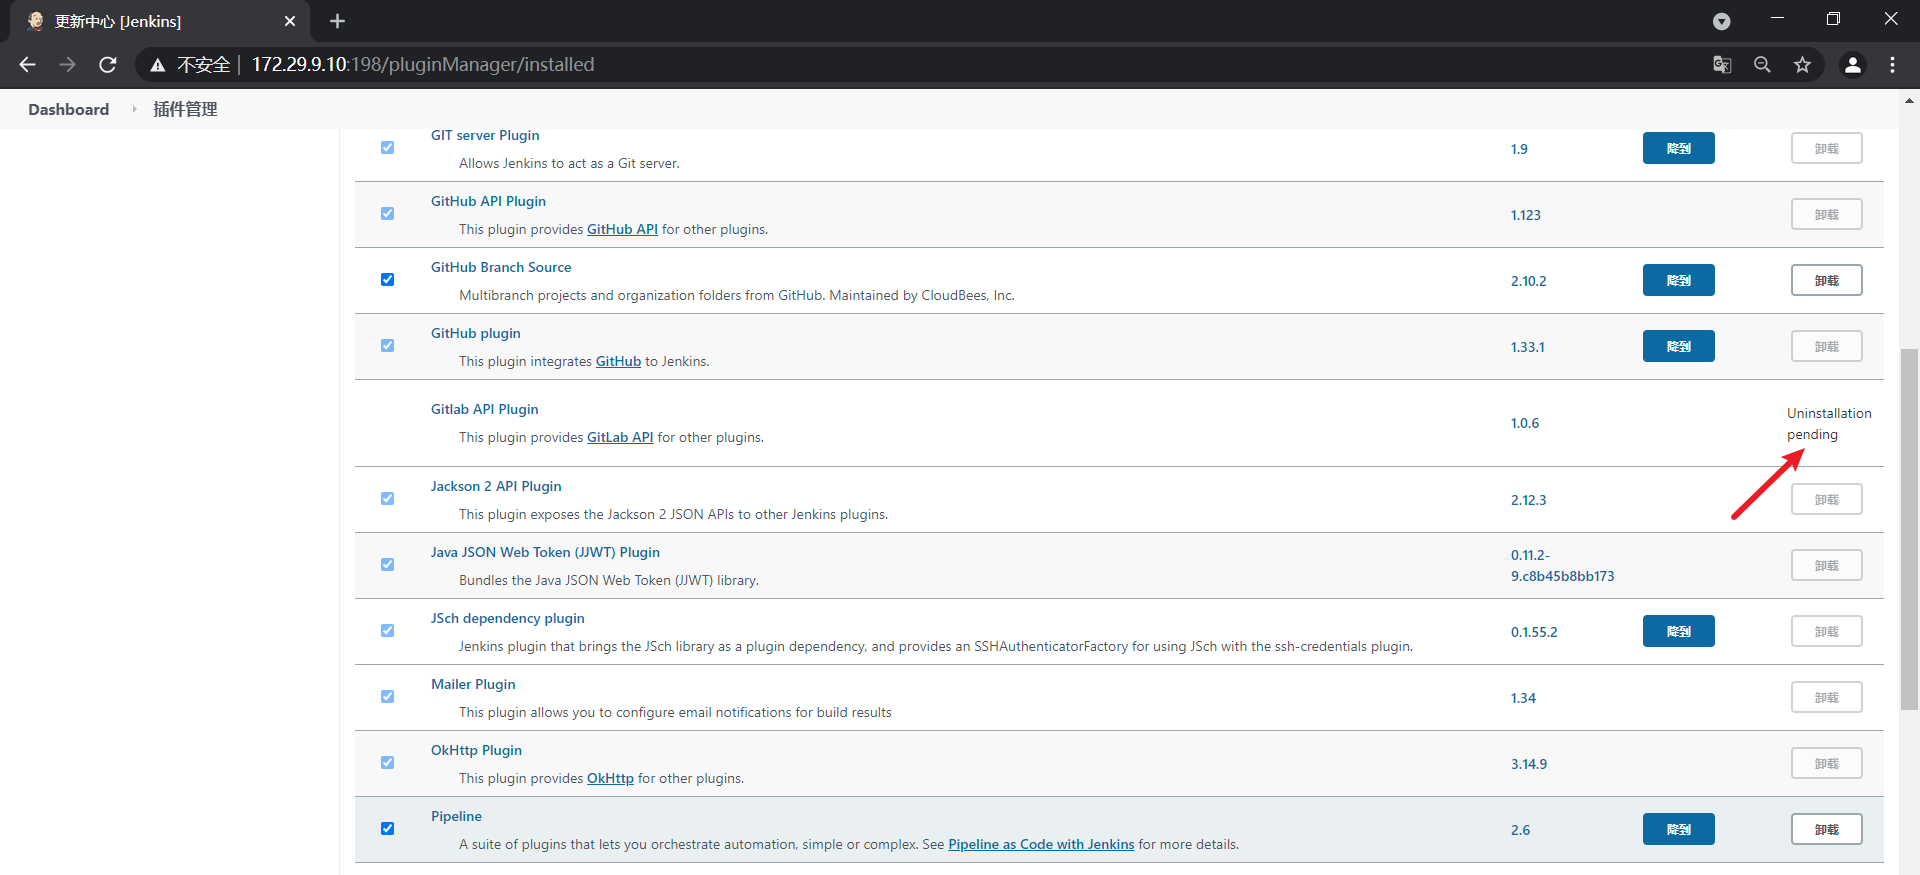 更新中心 [Jenkins]
不安全 | 172.29.9.10:198/pluginManager/installed
Dashboard 插件管理
GIT server Plugin
Allows Jenkins to act as a Git server.
1.9 降到 卸载
GitHub API Plugin
This plugin provides GitHub API for other plugins.
1.123 卸载
GitHub Branch Source
Multibranch projects and organization folders from GitHub. Maintained by CloudBees, Inc.
2.10.2 降到 卸载
GitHub plugin
This plugin integrates GitHub to Jenkins.
1.33.1 降到 卸载
Gitlab API Plugin
This plugin provides GitLab API for other plugins.
1.0.6
Uninstallation
pending
Jackson 2 API Plugin
This plugin exposes the Jackson 2 JSON APIs to other Jenkins plugins.
2.12.3 卸载
Java JSON Web Token (JJWT) Plugin
Bundles the Java JSON Web Token (JJWT) library.
0.11.2-
9.c8b45b8bb173
卸载
JSch dependency plugin
Jenkins plugin that brings the JSch library as a plugin dependency, and provides an SSHAuthenticatorFactory for using JSch with the ssh-credentials plugin.
0.1.55.2 降到 卸载
Mailer Plugin
This plugin allows you to configure email notifications for build results
1.34 卸载
OkHttp Plugin
This plugin provides OkHttp for other plugins.
3.14.9 卸载
Pipeline
A suite of plugins that lets you orchestrate automation, simple or complex. See Pipeline as Code with Jenkins for more details.
2.6 降到 卸载